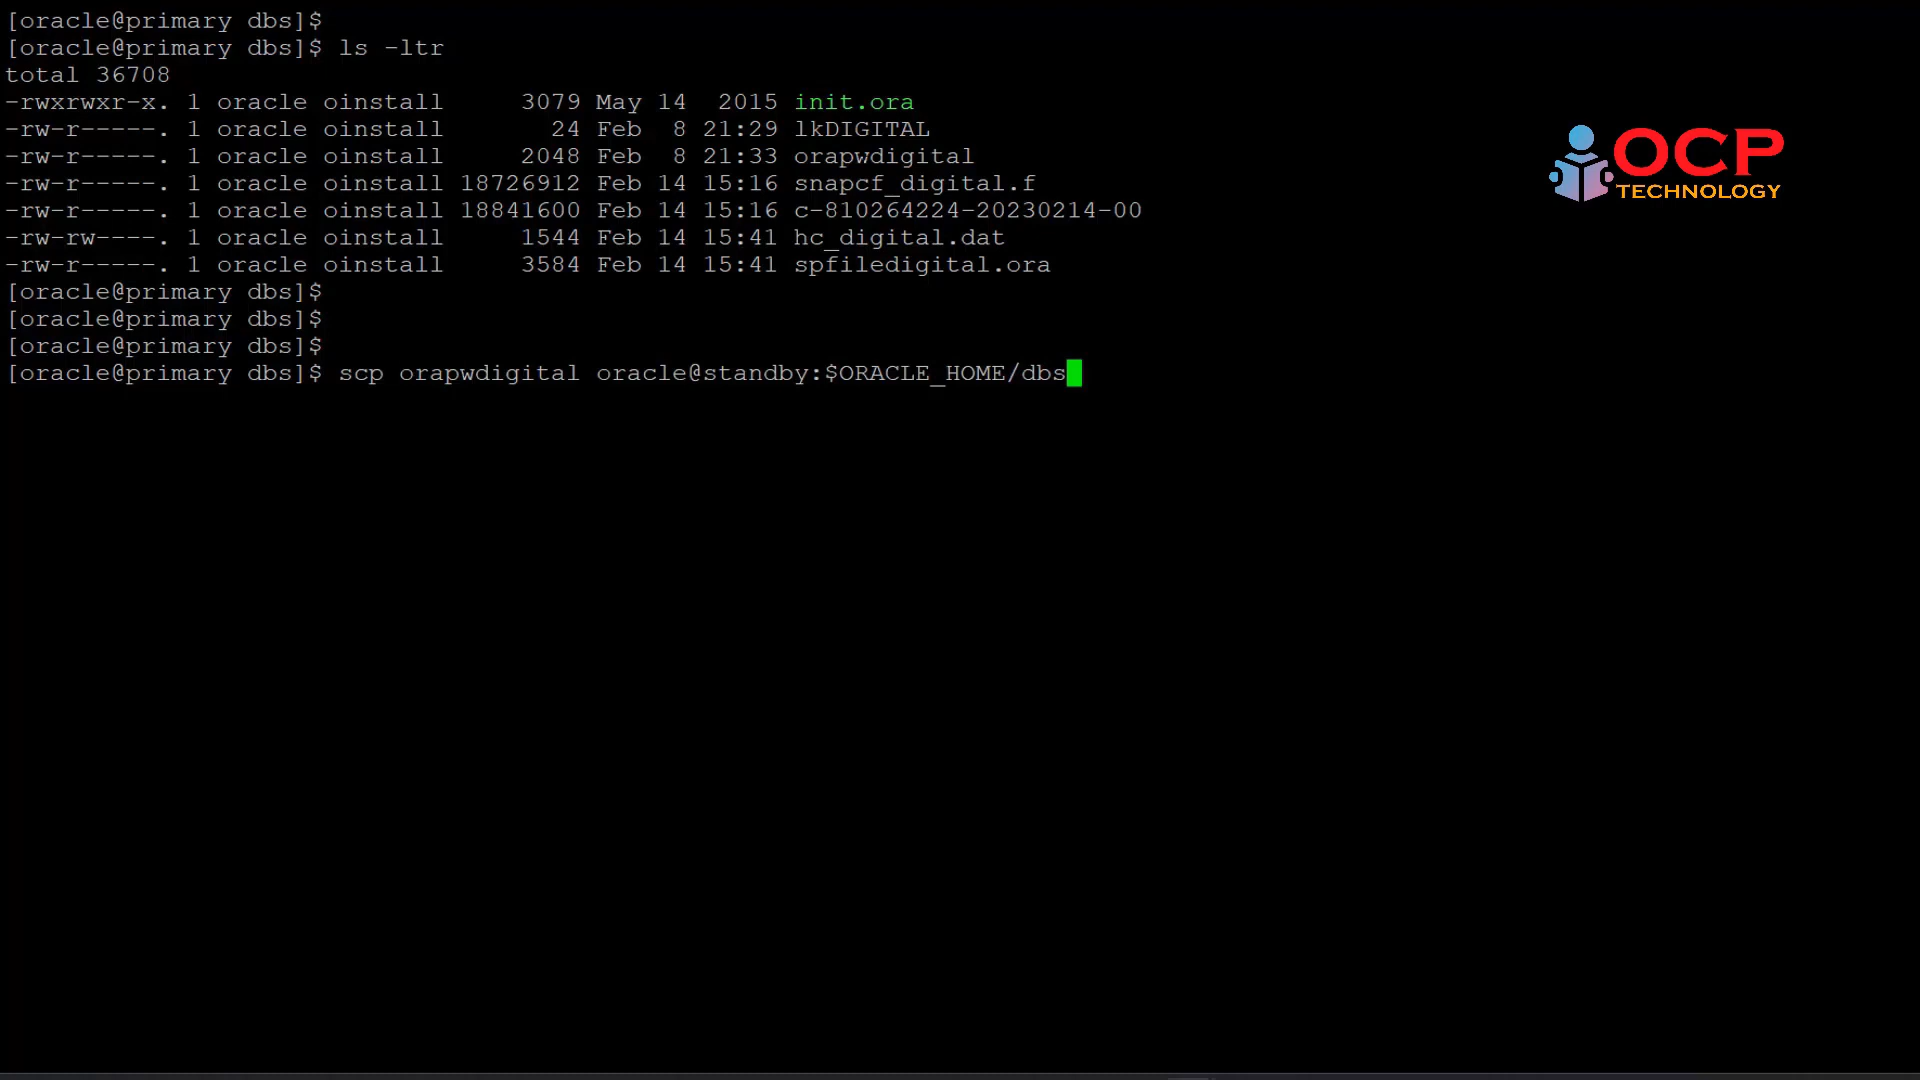 [oracle@primary dbs]$
[oracle@primary dbs]$ ls -ltr
total 36708
-rwxrwxr-x. 1 oracle oinstall     3079 May 14  2015 init.ora
-rw-r-----. 1 oracle oinstall       24 Feb  8 21:29 lkDIGITAL
-rw-r-----. 1 oracle oinstall     2048 Feb  8 21:33 orapwdigital
-rw-r-----. 1 oracle oinstall 18726912 Feb 14 15:16 snapcf_digital.f
-rw-r-----. 1 oracle oinstall 18841600 Feb 14 15:16 c-810264224-20230214-00
-rw-rw----. 1 oracle oinstall     1544 Feb 14 15:41 hc_digital.dat
-rw-r-----. 1 oracle oinstall     3584 Feb 14 15:41 spfiledigital.ora
[oracle@primary dbs]$
[oracle@primary dbs]$
[oracle@primary dbs]$
[oracle@primary dbs]$ scp orapwdigital oracle@standby:$ORACLE_HOME/dbs
OCP
TECHNOLOGY